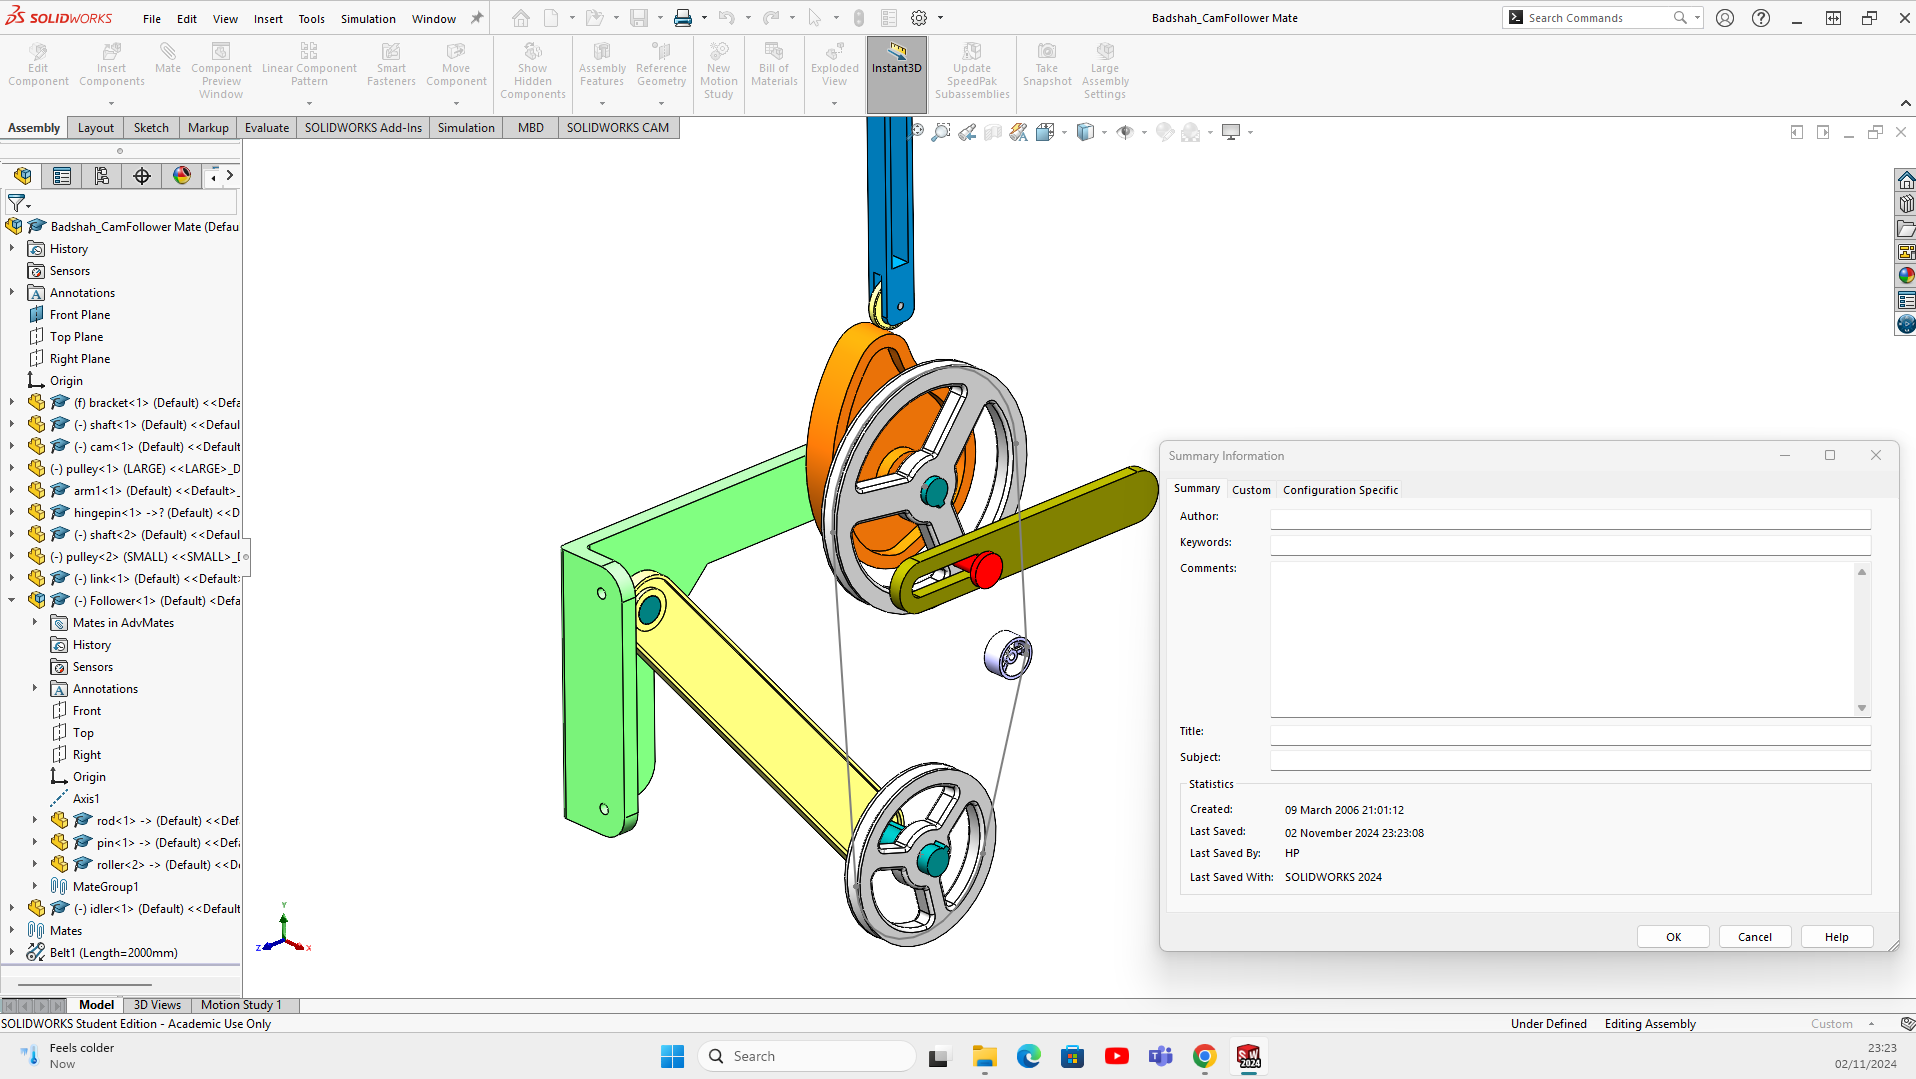 SOLIDWORKS
File Edit View Insert Tools Simulation Window
Badshah_CamFollower Mate
Search Commands
Edit Component
Insert Components
Mate
Component Preview Window
Linear Component Pattern
Smart Fasteners
Move Component
Show Hidden Components
Assembly Features
Reference Geometry
New Motion Study
Bill of Materials
Exploded View
Instant3D
Update SpeedPak Subassemblies
Take Snapshot
Large Assembly Settings
Assembly Layout Sketch Markup Evaluate SOLIDWORKS Add-Ins Simulation MBD SOLIDWORKS CAM
Badshah_CamFollower Mate (Defau
History
Sensors
Annotations
Front Plane
Top Plane
Right Plane
Origin
(f) bracket<1> (Default) <<Defa
(-) shaft<1> (Default) <<Defaul
(-) cam<1> (Default) <<Default
(-) pulley<1> (LARGE) <<LARGE>_D
arm1<1> (Default) <<Default>_
hingepin<1> ->? (Default) <<D
(-) shaft<2> (Default) <<Defaul
(-) pulley<2> (SMALL) <<SMALL>_D
(-) link<1> (Default) <<Default>
(-) Follower<1> (Default) <Defa
Mates in AdvMates
History
Sensors
Annotations
Front
Top
Right
Origin
Axis1
rod<1> -> (Default) <<Def
pin<1> -> (Default) <<Def
roller<2> -> (Default) <<D
MateGroup1
(-) idler<1> (Default) <<Default
Mates
Belt1 (Length=2000mm)
Y
Z
X
Summary Information
Summary Custom Configuration Specific
Author:
Keywords:
Comments:
Title:
Subject:
Statistics
Created: 09 March 2006 21:01:12
Last Saved: 02 November 2024 23:23:08
Last Saved By: HP
Last Saved With: SOLIDWORKS 2024
OK Cancel Help
Model 3D Views Motion Study 1
SOLIDWORKS Student Edition - Academic Use Only
Under Defined Editing Assembly Custom
Feels colder
Now
Search
SW
2024
23:23
02/11/2024